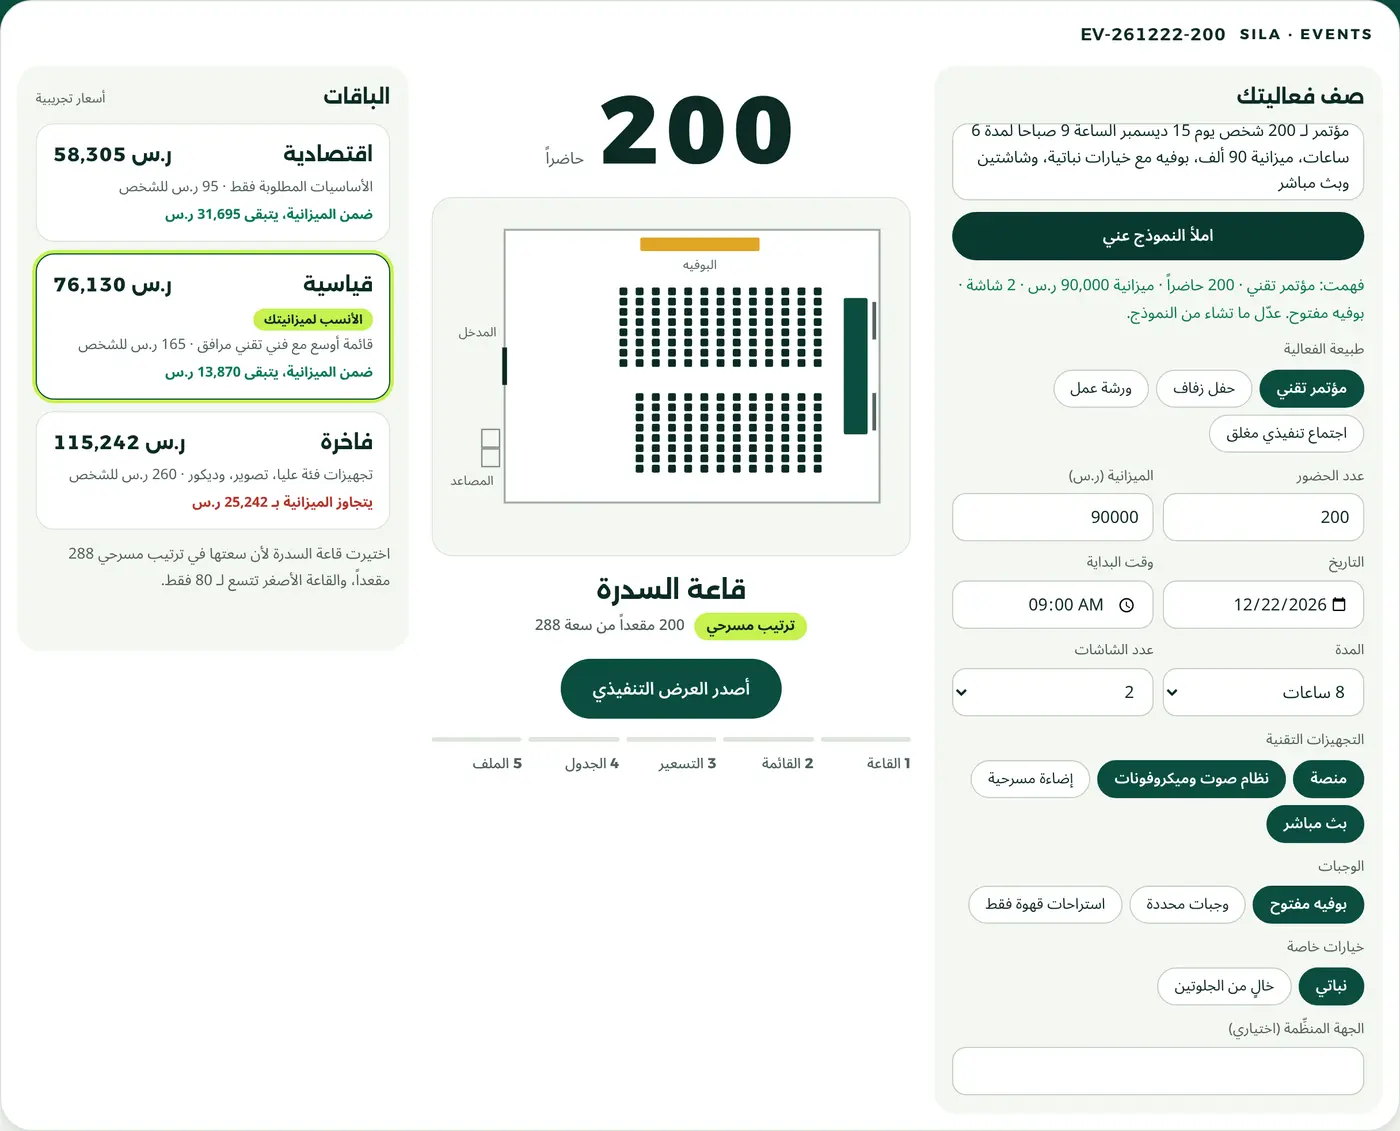 SILA · EVENTS EV-261222-200
صف فعاليتك
مؤتمر لـ 200 شخص يوم 15 ديسمبر الساعة 9 صباحا لمدة 6
ساعات، ميزانية 90 ألف، بوفيه مع خيارات نباتية، وشاشتين
وبث مباشر
املأ النموذج عني
فهمت: مؤتمر تقني · 200 حاضراً · ميزانية 90,000 ر.س · 2 شاشة ·
بوفيه مفتوح. عدّل ما تشاء من النموذج.
طبيعة الفعالية
مؤتمر تقني
حفل زفاف
ورشة عمل
اجتماع تنفيذي مغلق
عدد الحضور
الميزانية (ر.س)
200
90000
التاريخ
وقت البداية
12/22/2026
09:00 AM
المدة
عدد الشاشات
8 ساعات
2
التجهيزات التقنية
منصة
نظام صوت وميكروفونات
إضاءة مسرحية
بث مباشر
الوجبات
بوفيه مفتوح
وجبات محددة
استراحات قهوة فقط
خيارات خاصة
نباتي
خالٍ من الجلوتين
الجهة المنظِّمة (اختياري)
200 حاضراً
البوفيه
المدخل
المصاعد
قاعة السدرة
ترتيب مسرحي
200 مقعداً من سعة 288
أصدر العرض التنفيذي
1 القاعة
2 القائمة
3 التسعير
4 الجدول
5 الملف
الباقات
أسعار تجريبية
اقتصادية
58,305 ر.س
الأساسيات المطلوبة فقط · 95 ر.س للشخص
ضمن الميزانية، يتبقى 31,695 ر.س
قياسية
76,130 ر.س
الأنسب لميزانيتك
قائمة أوسع مع فني تقني مرافق · 165 ر.س للشخص
ضمن الميزانية، يتبقى 13,870 ر.س
فاخرة
115,242 ر.س
تجهيزات فئة عليا، تصوير، وديكور · 260 ر.س للشخص
يتجاوز الميزانية بـ 25,242 ر.س
اختيرت قاعة السدرة لأن سعتها في ترتيب مسرحي 288
مقعداً، والقاعة الأصغر تتسع لـ 80 فقط.